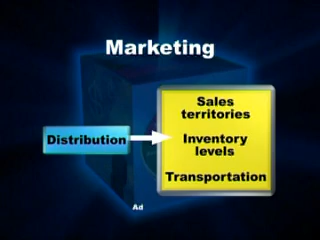 Marketing
Sales
territories
Distribution
Inventory
levels
Transportation
Ad